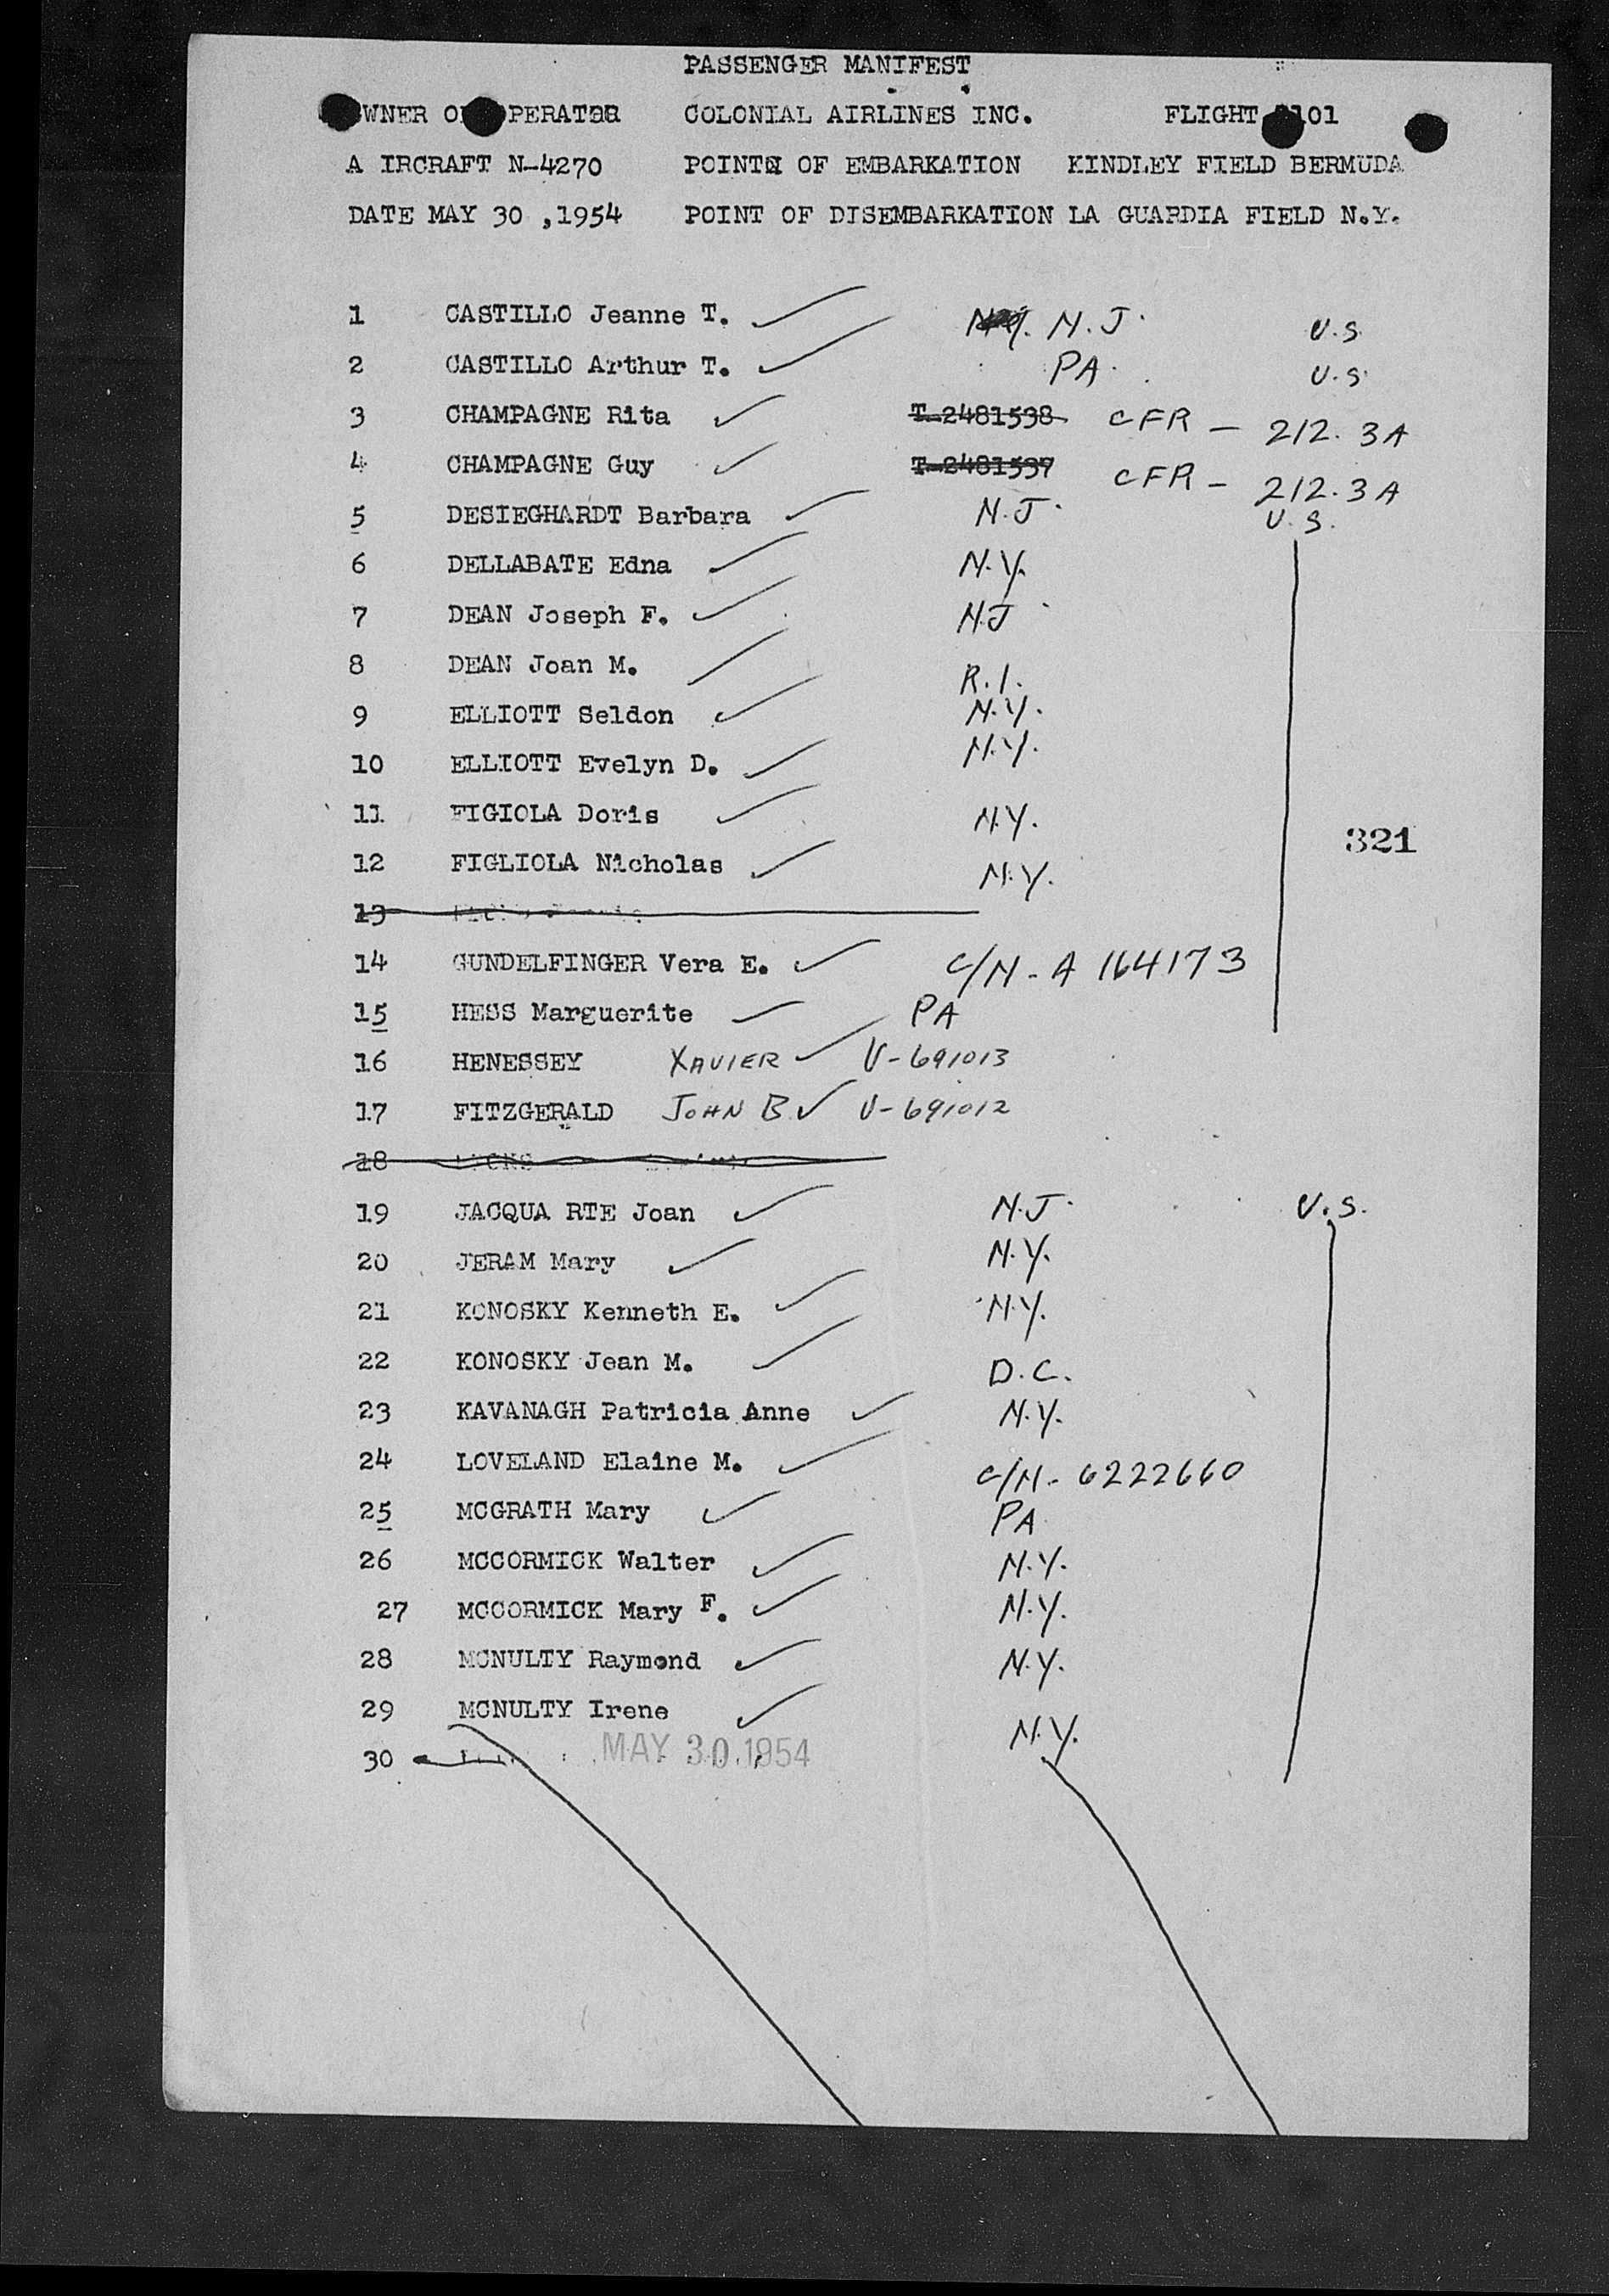 PASSENGER MANIFEST
WNER O PERATOR COLONIAL AIRLINES INC. FLIGHT 101
A IRCRAFT N-4270 POINT OF EMBARKATION KINDLEY FIELD BERMUDA
DATE MAY 30 ,1954 POINT OF DISEMBARKATION LA GUARDIA FIELD N.Y.
1 CASTILLO Jeanne T. N.J. U.S.
2 CASTILLO Arthur T. PA. U.S.
3 CHAMPAGNE Rita T-2481538 CFR - 212.3A
4 CHAMPAGNE Guy T-2481537 CFR - 212.3A
5 DESIEGHARDT Barbara N.J. U.S.
6 DELLABATE Edna N.Y.
7 DEAN Joseph F. N.J
8 DEAN Joan M. R.I.
9 ELLIOTT Seldon N.Y.
10 ELLIOTT Evelyn D. N.Y.
11 FIGIOLA Doris N.Y.
321
12 FIGLIOLA Nicholas N.Y.
13
14 GUNDELFINGER Vera E. C/N - A 164173
15 HESS Marguerite PA
16 HENESSEY XAVIER V-691013
17 FITZGERALD JOHN B. V-691012
18
19 JACQUA RTE Joan N.J. U.S.
20 JERAM Mary N.Y.
21 KONOSKY Kenneth E. N.Y.
22 KONOSKY Jean M. D.C.
23 KAVANAGH Patricia Anne N.Y.
24 LOVELAND Elaine M. C/N - 6222660
25 MCGRATH Mary PA
26 MCCORMICK Walter N.Y.
27 MCCORMICK Mary F. N.Y.
28 MCNULTY Raymond N.Y.
29 MCNULTY Irene N.Y.
30 MAY 30 1954